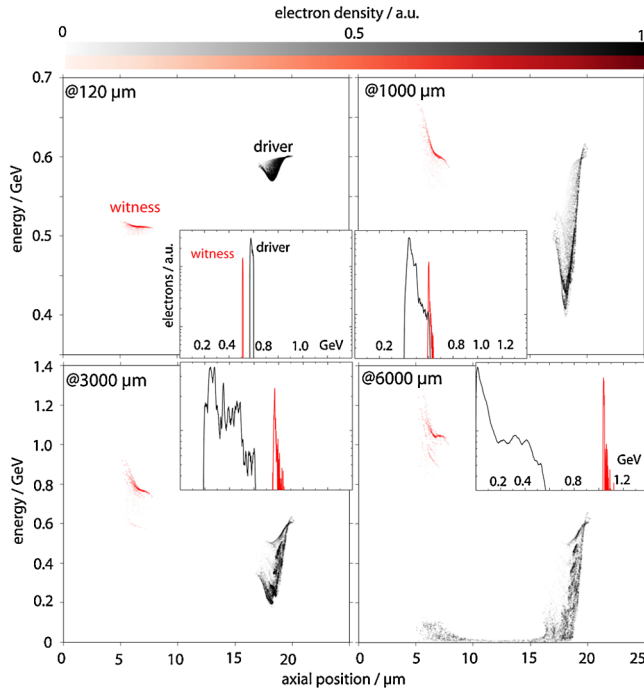 electron density / a.u.
0 0.5 1
0.7 @120 µm @1000 µm
driver
0.6
energy / GeV
witness
0.5
witness driver
electrons / a.u.
0.4
0.2 0.4 0.8 1.0 GeV
0.2 0.4 0.8 1.0 1.2
1.4
@3000 µm @6000 µm
1.2
1.0
energy / GeV
0.8
GeV
0.2 0.4 0.8 1.2
0.6
0.4
0.2
0
0 5 10 15 20 0 5 10 15 20 25
axial position / µm